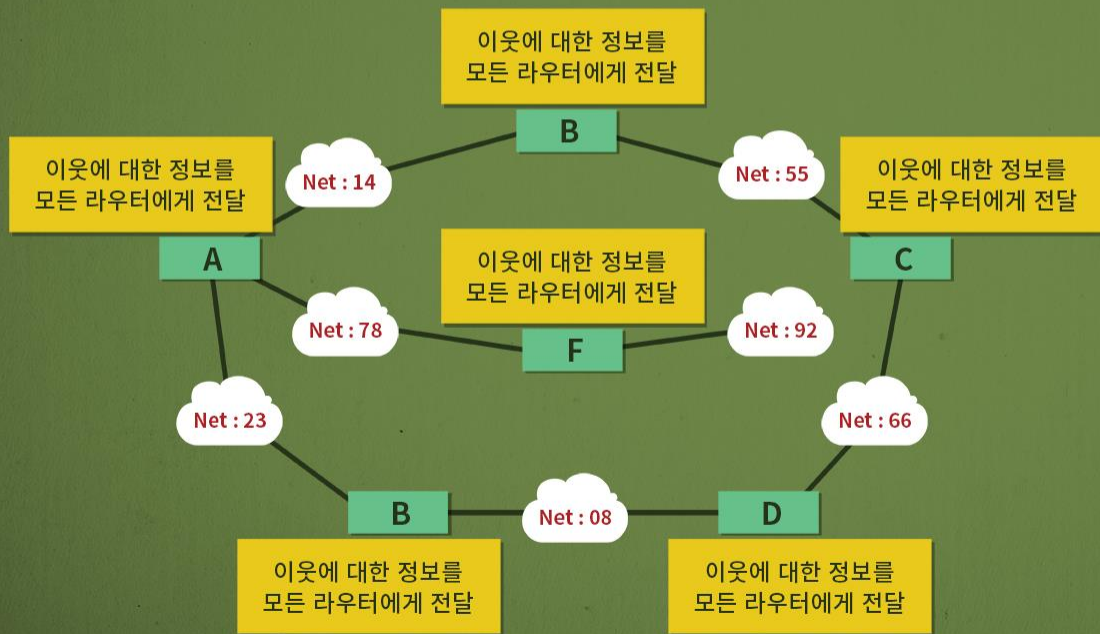 이웃에 대한 정보를
모든 라우터에게 전달
B
이웃에 대한 정보를
모든 라우터에게 전달
Net : 14
Net : 55
이웃에 대한 정보를
모든 라우터에게 전달
A
이웃에 대한 정보를
모든 라우터에게 전달
C
Net : 78
F
Net : 92
Net : 23
Net : 66
B
Net : 08
D
이웃에 대한 정보를
모든 라우터에게 전달
이웃에 대한 정보를
모든 라우터에게 전달